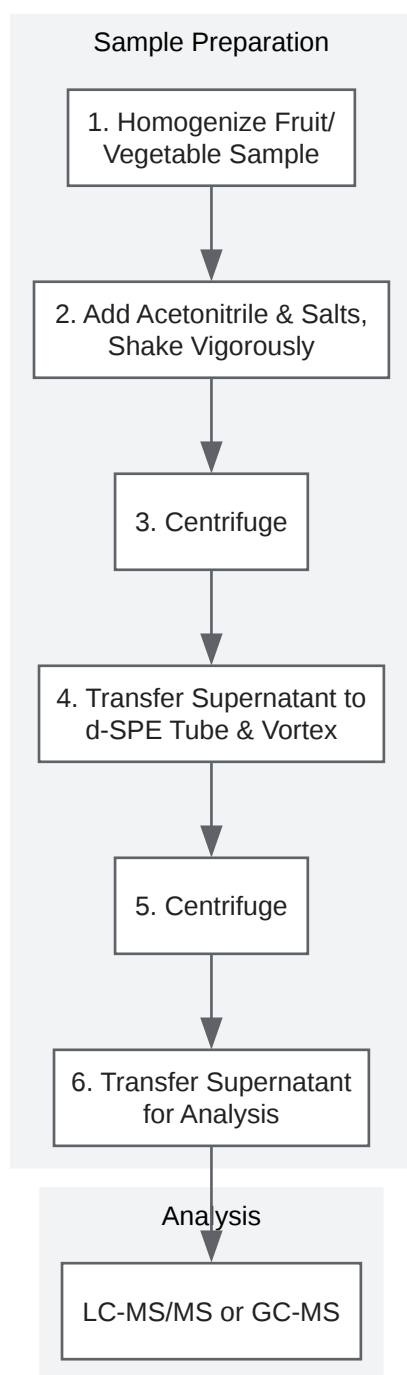 Sample Preparation
1. Homogenize Fruit/
Vegetable Sample
2. Add Acetonitrile & Salts,
Shake Vigorously
3. Centrifuge
4. Transfer Supernatant to
d-SPE Tube & Vortex
5. Centrifuge
6. Transfer Supernatant
for Analysis
Analysis
LC-MS/MS or GC-MS